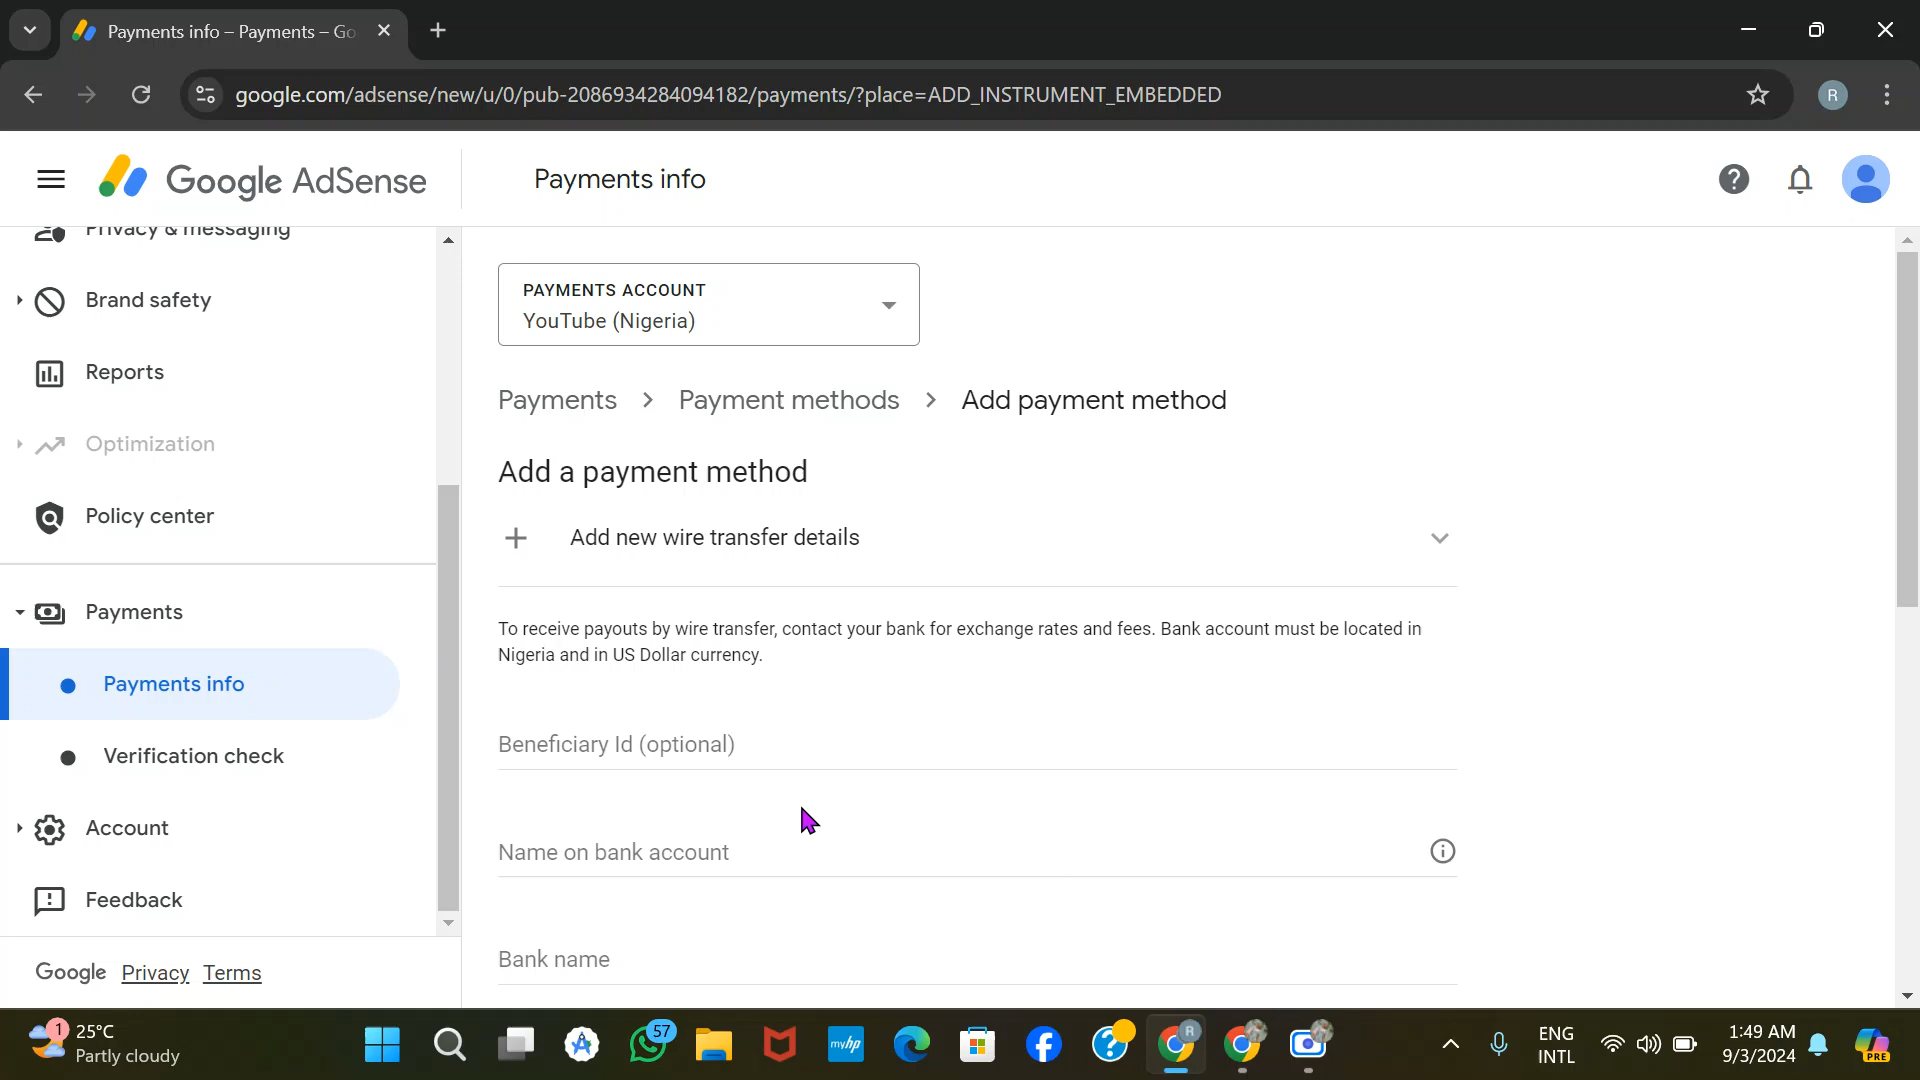 Payments info – Payments – Go
google.com/adsense/new/u/0/pub-2086934284094182/payments/?place=ADD_INSTRUMENT_EMBEDDED
R
Google AdSense
Payments info
Privacy & messaging
Brand safety
Reports
Optimization
Policy center
Payments
Payments info
Verification check
Account
Feedback
Google Privacy Terms
PAYMENTS ACCOUNT
YouTube (Nigeria)
Payments > Payment methods > Add payment method
Add a payment method
Add new wire transfer details
To receive payouts by wire transfer, contact your bank for exchange rates and fees. Bank account must be located in
Nigeria and in US Dollar currency.
Beneficiary Id (optional)
Name on bank account
Bank name
1
25°C
Partly cloudy
57
myhp
R
ENG
INTL
1:49 AM
9/3/2024
PRE